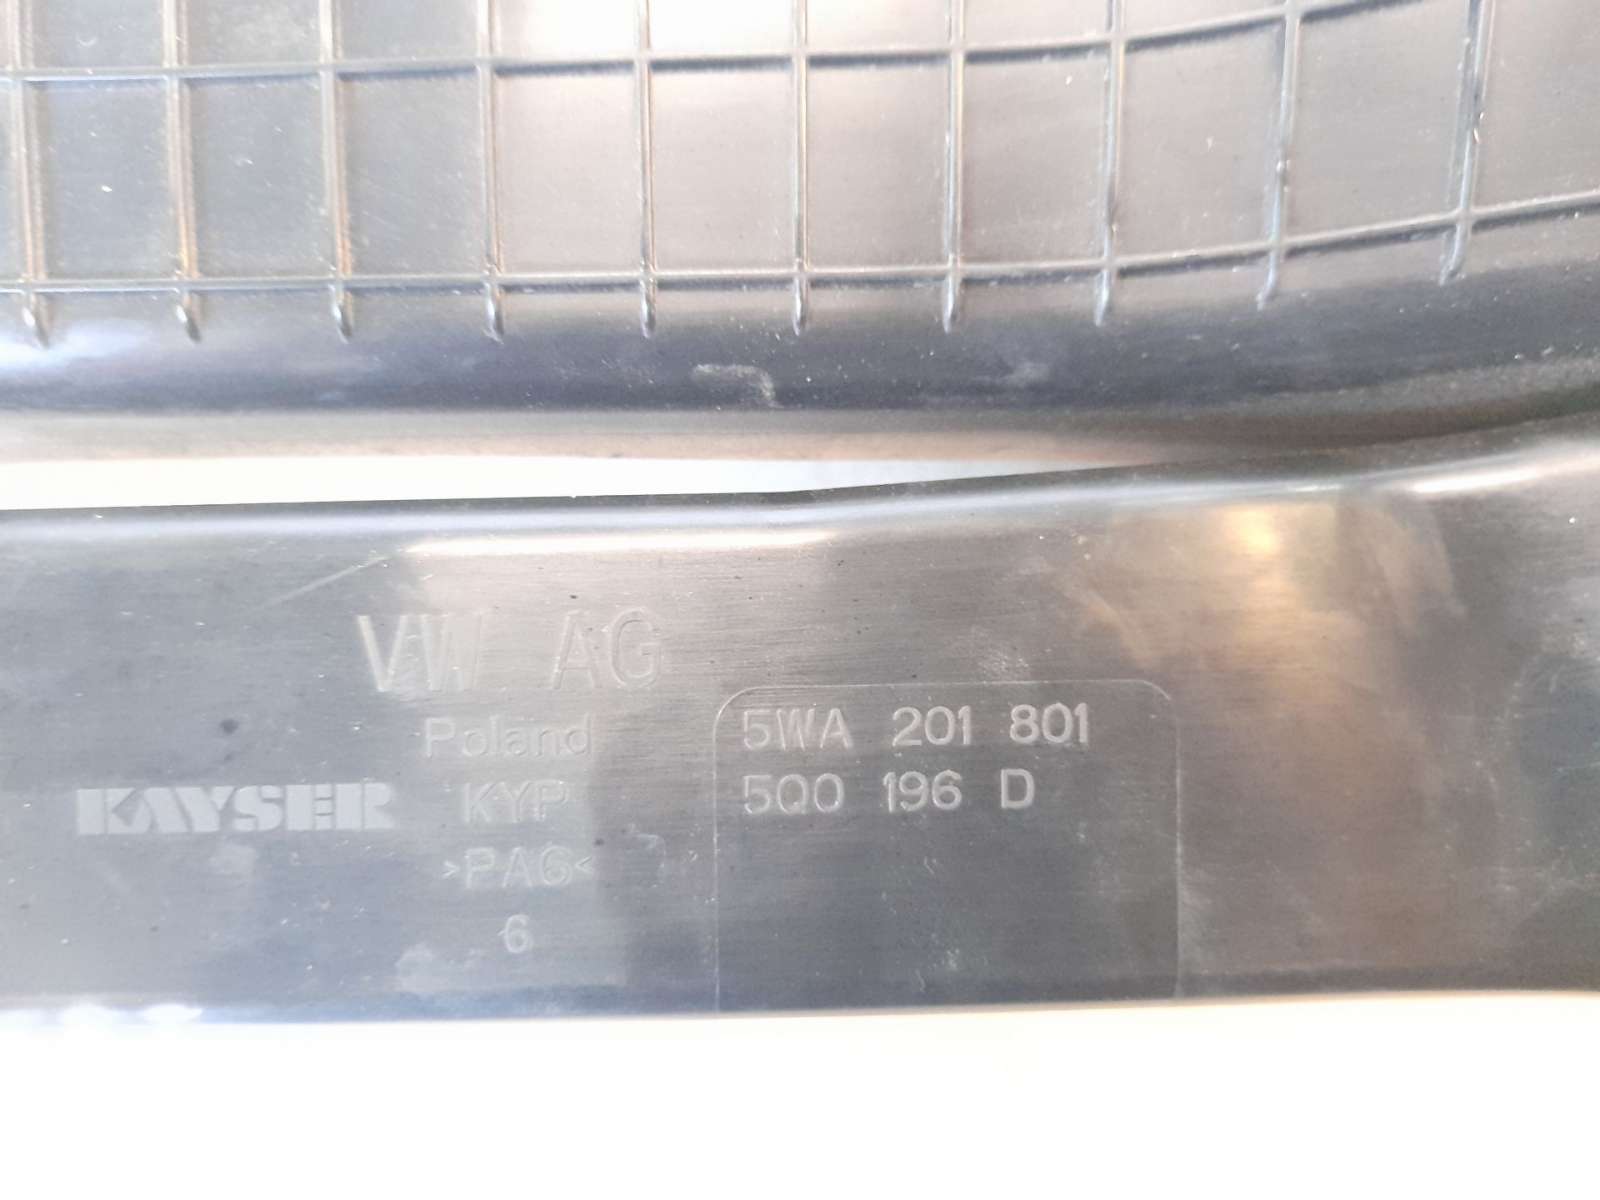 VW AG
Poland
KAYSER KYP
>PA6<
6
5WA 201 801
5Q0 196 D